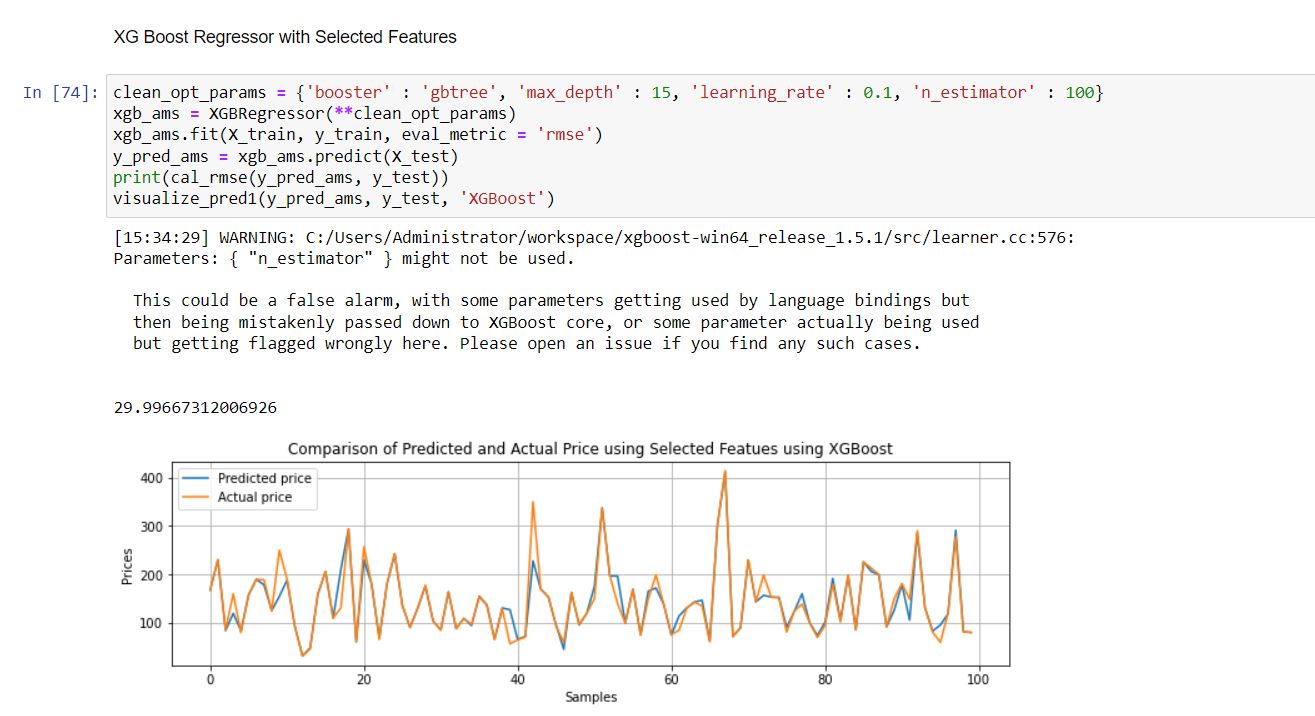 XG Boost Regressor with Selected Features
In [74]:
clean_opt_params = {'booster' : 'gbtree', 'max_depth' : 15, 'learning_rate' : 0.1, 'n_estimator' : 100}
xgb_ams = XGBRegressor(**clean_opt_params)
xgb_ams.fit(X_train, y_train, eval_metric = 'rmse')
y_pred_ams = xgb_ams.predict(X_test)
print(cal_rmse(y_pred_ams, y_test))
visualize_pred1(y_pred_ams, y_test, 'XGBoost')
[15:34:29] WARNING: C:/Users/Administrator/workspace/xgboost-win64_release_1.5.1/src/learner.cc:576:
Parameters: { "n_estimator" } might not be used.
This could be a false alarm, with some parameters getting used by language bindings but
then being mistakenly passed down to XGBoost core, or some parameter actually being used
but getting flagged wrongly here. Please open an issue if you find any such cases.
29.99667312006926
Comparison of Predicted and Actual Price using Selected Featues using XGBoost
Predicted price
Actual price
400
300
200
100
Prices
0 20 40 60 80 100
Samples